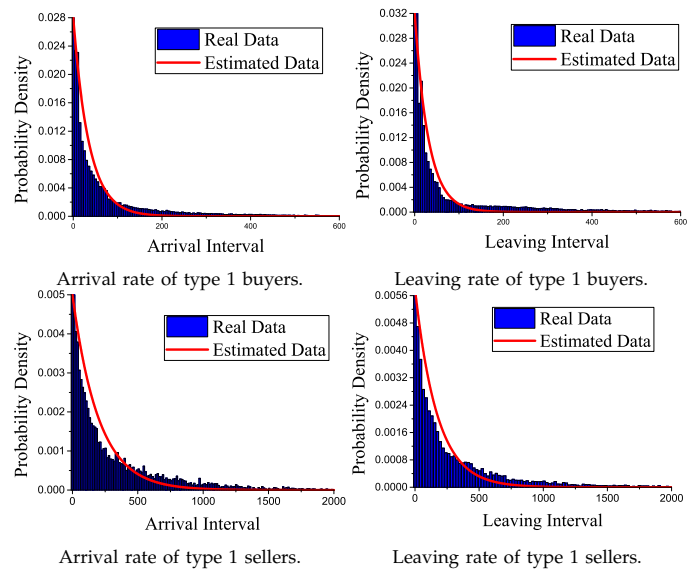 0.028
0.024
0.020
0.016
0.012
0.008
0.004
0.000
Probability Density
Real Data
Estimated Data
0
200
400
600
Arrival Interval
Arrival rate of type 1 buyers.
0.032
0.028
0.024
0.020
0.016
0.012
0.008
0.004
0.000
Probability Density
Real Data
Estimated Data
0
200
400
600
Leaving Interval
Leaving rate of type 1 buyers.
0.005
0.004
0.003
0.002
0.001
0.000
Probability Density
Real Data
Estimated Data
0
500
1000
1500
2000
Arrival Interval
Arrival rate of type 1 sellers.
0.0056
0.0048
0.0040
0.0032
0.0024
0.0016
0.0008
0.0000
Probability Density
Real Data
Estimated Data
0
500
1000
1500
2000
Leaving Interval
Leaving rate of type 1 sellers.